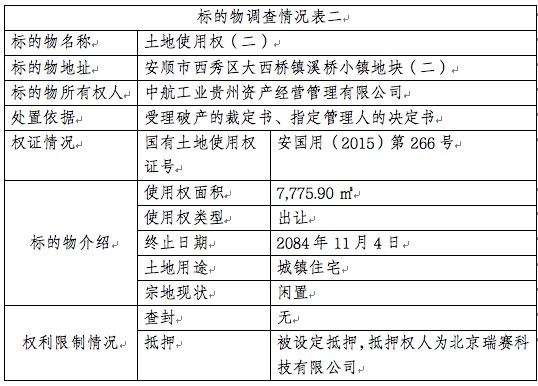 标的物调查情况表二
标的物名称 土地使用权（二）
标的物地址 安顺市西秀区大西桥镇溪桥小镇地块（二）
标的物所有权人 中航工业贵州资产经营管理有限公司
处置依据 受理破产的裁定书、指定管理人的决定书
权证情况 国有土地使用权 安国用（2015）第 266 号
证号
使用权面积 7,775.90 ㎡
使用权类型 出让
标的物介绍 终止日期 2084 年 11 月 4 日
土地用途 城镇住宅
宗地现状 闲置
查封 无
权利限制情况 抵押 被设定抵押，抵押权人为北京瑞赛科
技有限公司